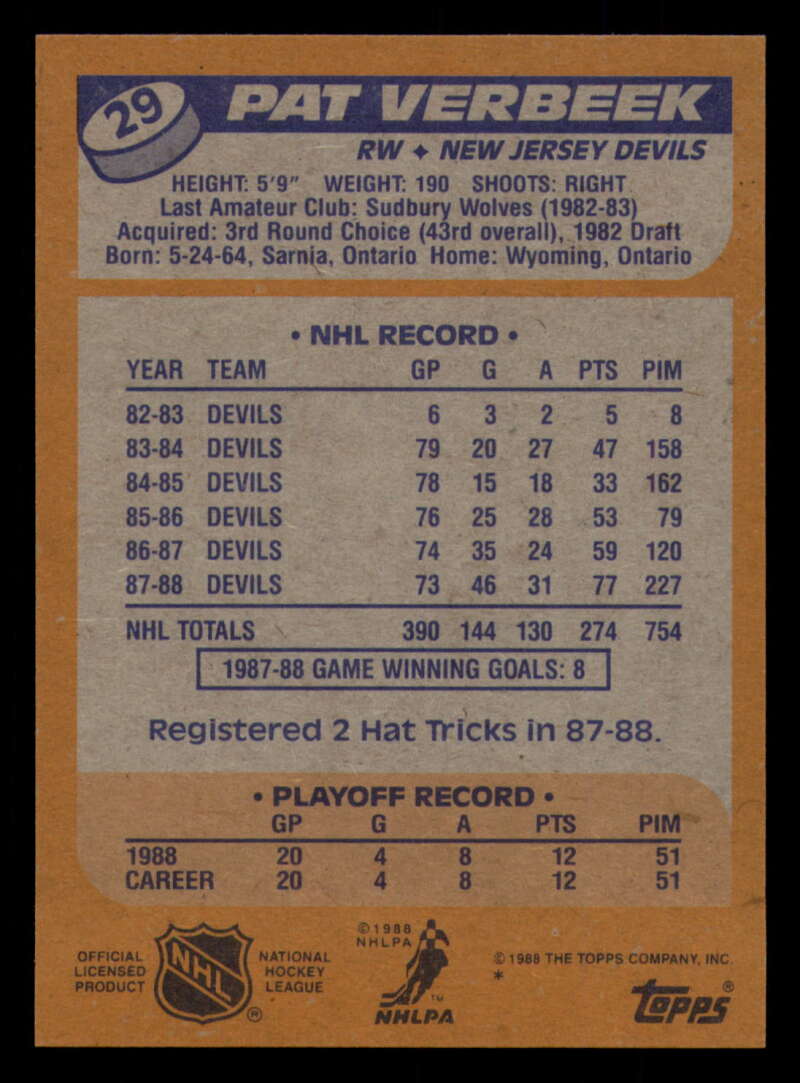 29
PAT VERBEEK
RW ✦ NEW JERSEY DEVILS
HEIGHT: 5'9" WEIGHT: 190 SHOOTS: RIGHT
Last Amateur Club: Sudbury Wolves (1982-83)
Acquired: 3rd Round Choice (43rd overall), 1982 Draft
Born: 5-24-64, Sarnia, Ontario Home: Wyoming, Ontario
• NHL RECORD •
YEAR TEAM GP G A PTS PIM
82-83 DEVILS 6 3 2 5 8
83-84 DEVILS 79 20 27 47 158
84-85 DEVILS 78 15 18 33 162
85-86 DEVILS 76 25 28 53 79
86-87 DEVILS 74 35 24 59 120
87-88 DEVILS 73 46 31 77 227
NHL TOTALS 390 144 130 274 754
1987-88 GAME WINNING GOALS: 8
Registered 2 Hat Tricks in 87-88.
• PLAYOFF RECORD •
GP G A PTS PIM
1988 20 4 8 12 51
CAREER 20 4 8 12 51
OFFICIAL
LICENSED
PRODUCT
NHL
®
NATIONAL
HOCKEY
LEAGUE
© 1988
NHLPA
TM
NHLPA
© 1988 THE TOPPS COMPANY, INC.
*
topps®